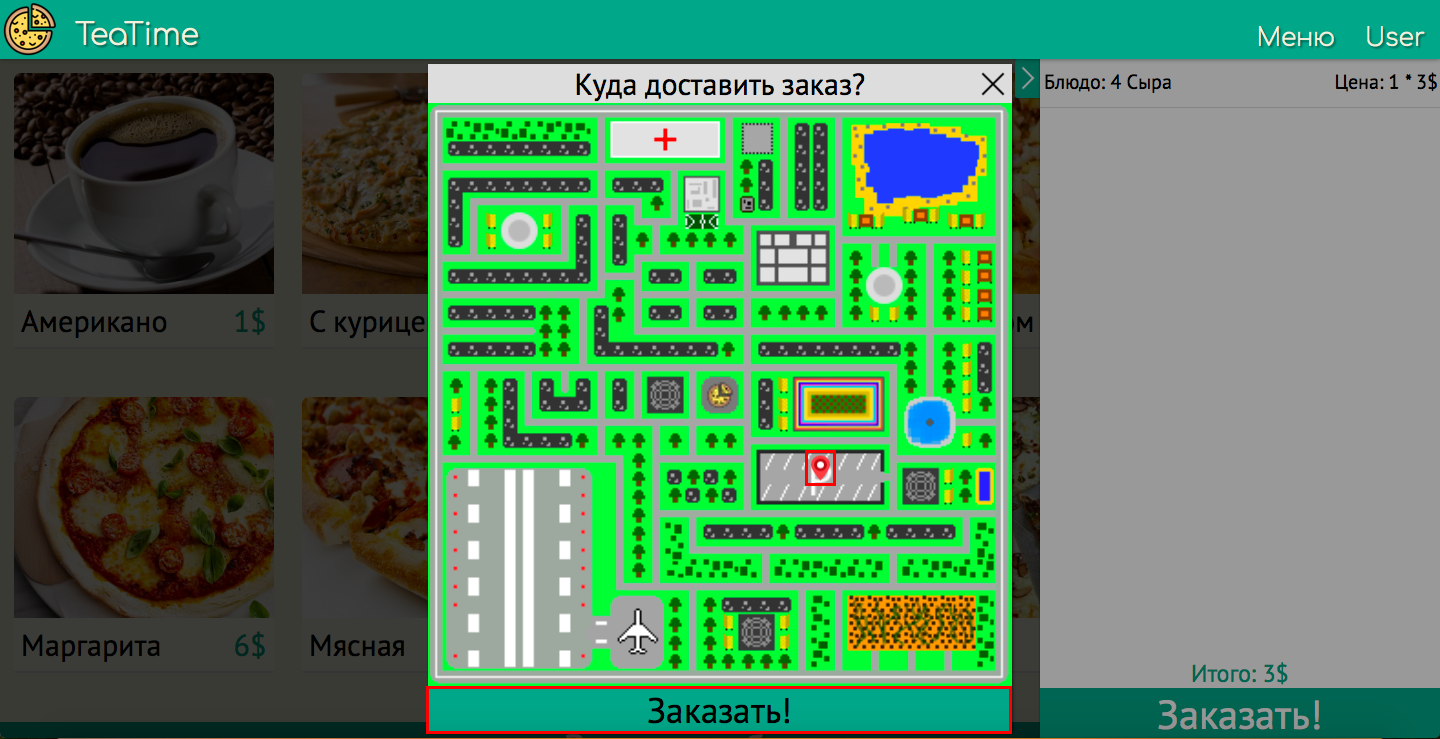 TeaTime
Меню User
Куда доставить заказ?
Блюдо: 4 Сыра Цена: 1 * 3$
Американо 1$
С курице
ом
Маргарита 6$
Мясная
Итого: 3$
Заказать!
Заказать!